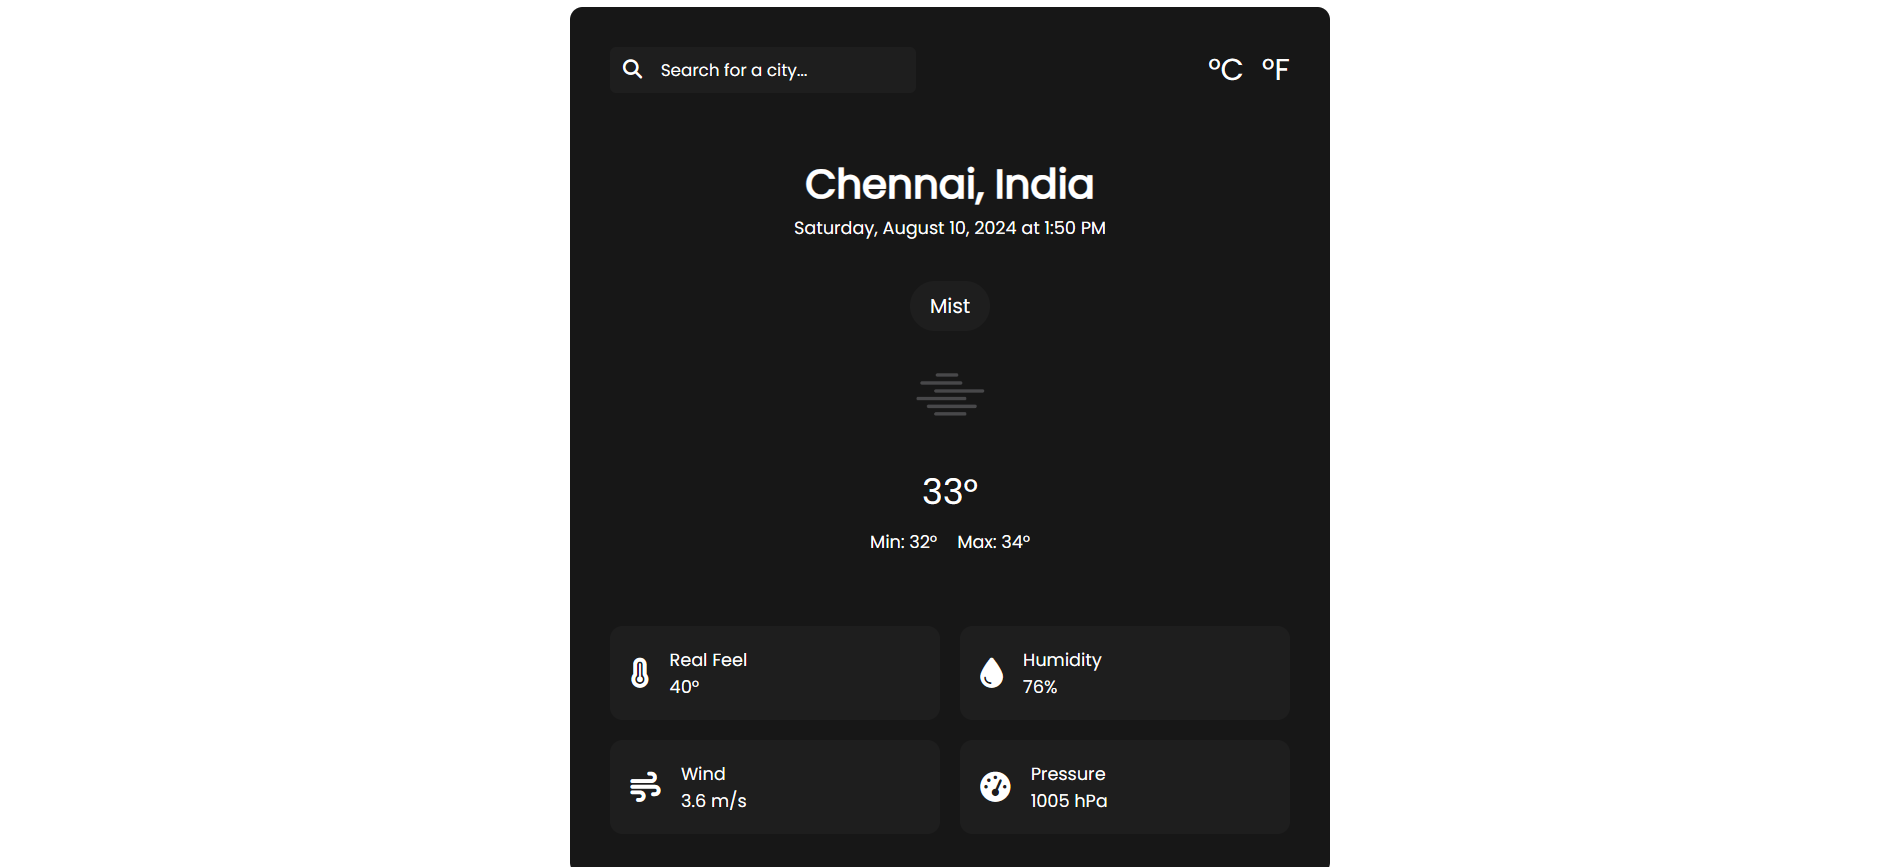 Search for a city...
°C °F
Chennai, India
Saturday, August 10, 2024 at 1:50 PM
Mist
33°
Min: 32° Max: 34°
Real Feel
40°
Humidity
76%
Wind
3.6 m/s
Pressure
1005 hPa